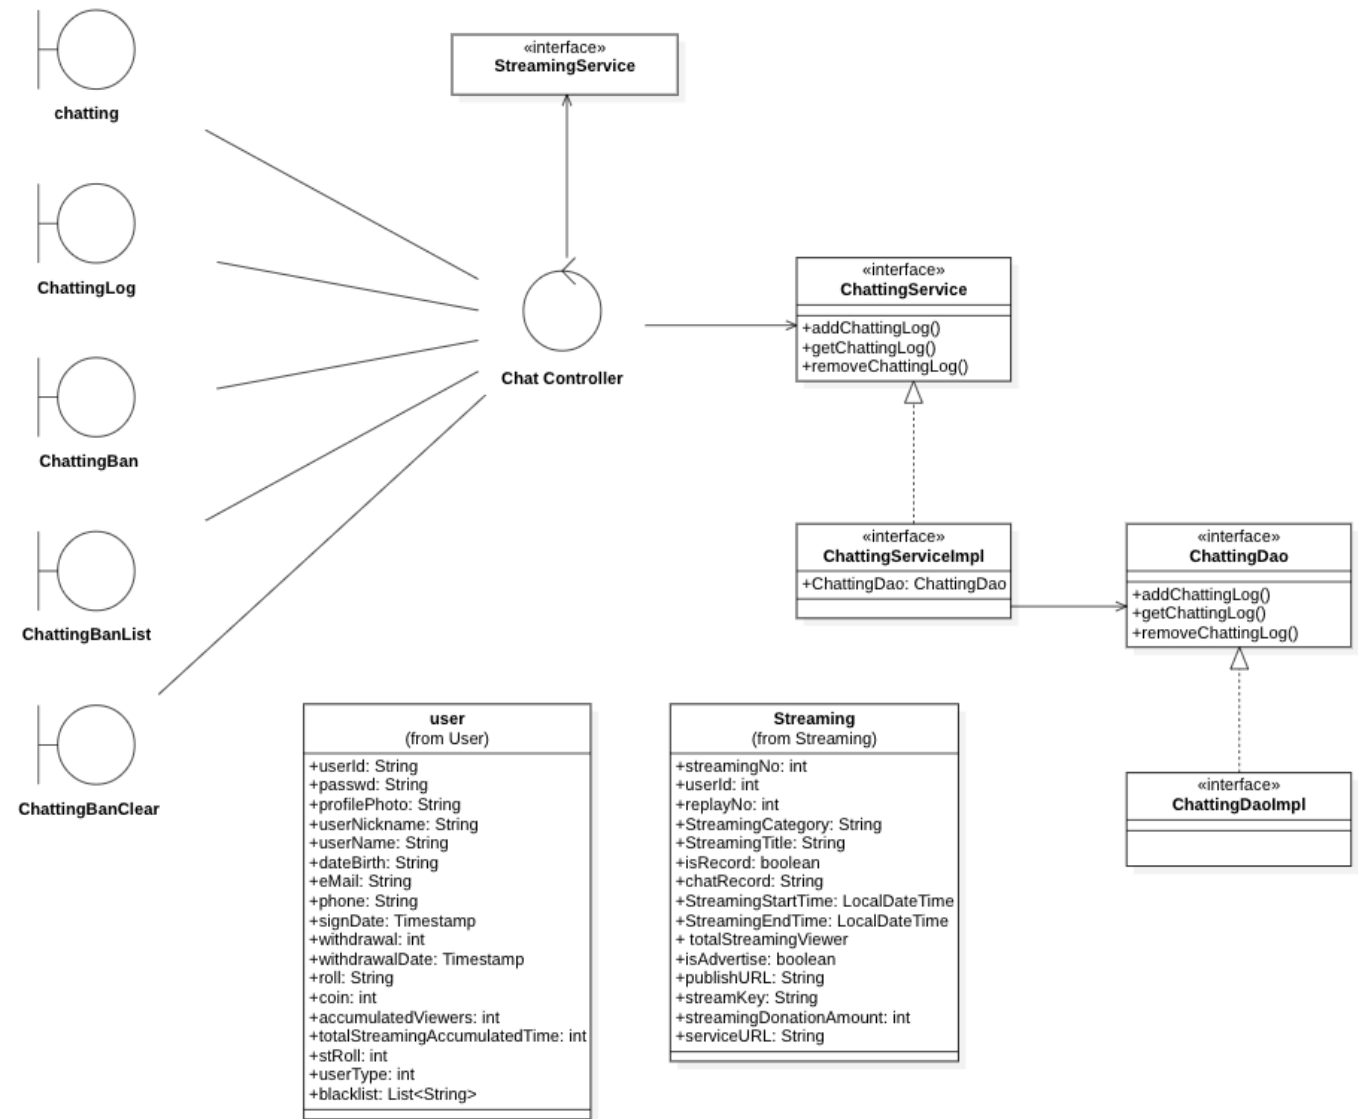 chatting
ChattingLog
ChattingBan
ChattingBanList
ChattingBanClear
«interface»
StreamingService
Chat Controller
«interface»
ChattingService
+addChattingLog()
+getChattingLog()
+removeChattingLog()
«interface»
ChattingServiceImpl
+ChattingDao: ChattingDao
«interface»
ChattingDao
+addChattingLog()
+getChattingLog()
+removeChattingLog()
«interface»
ChattingDaoImpl
user
(from User)
+userId: String
+passwd: String
+profilePhoto: String
+userNickname: String
+userName: String
+dateBirth: String
+eMail: String
+phone: String
+signDate: Timestamp
+withdrawal: int
+withdrawalDate: Timestamp
+roll: String
+coin: int
+accumulatedViewers: int
+totalStreamingAccumulatedTime: int
+stRoll: int
+userType: int
+blacklist: List<String>
Streaming
(from Streaming)
+streamingNo: int
+userId: int
+replayNo: int
+StreamingCategory: String
+StreamingTitle: String
+isRecord: boolean
+chatRecord: String
+StreamingStartTime: LocalDateTime
+StreamingEndTime: LocalDateTime
+ totalStreamingViewer
+isAdvertise: boolean
+publishURL: String
+streamKey: String
+streamingDonationAmount: int
+serviceURL: String